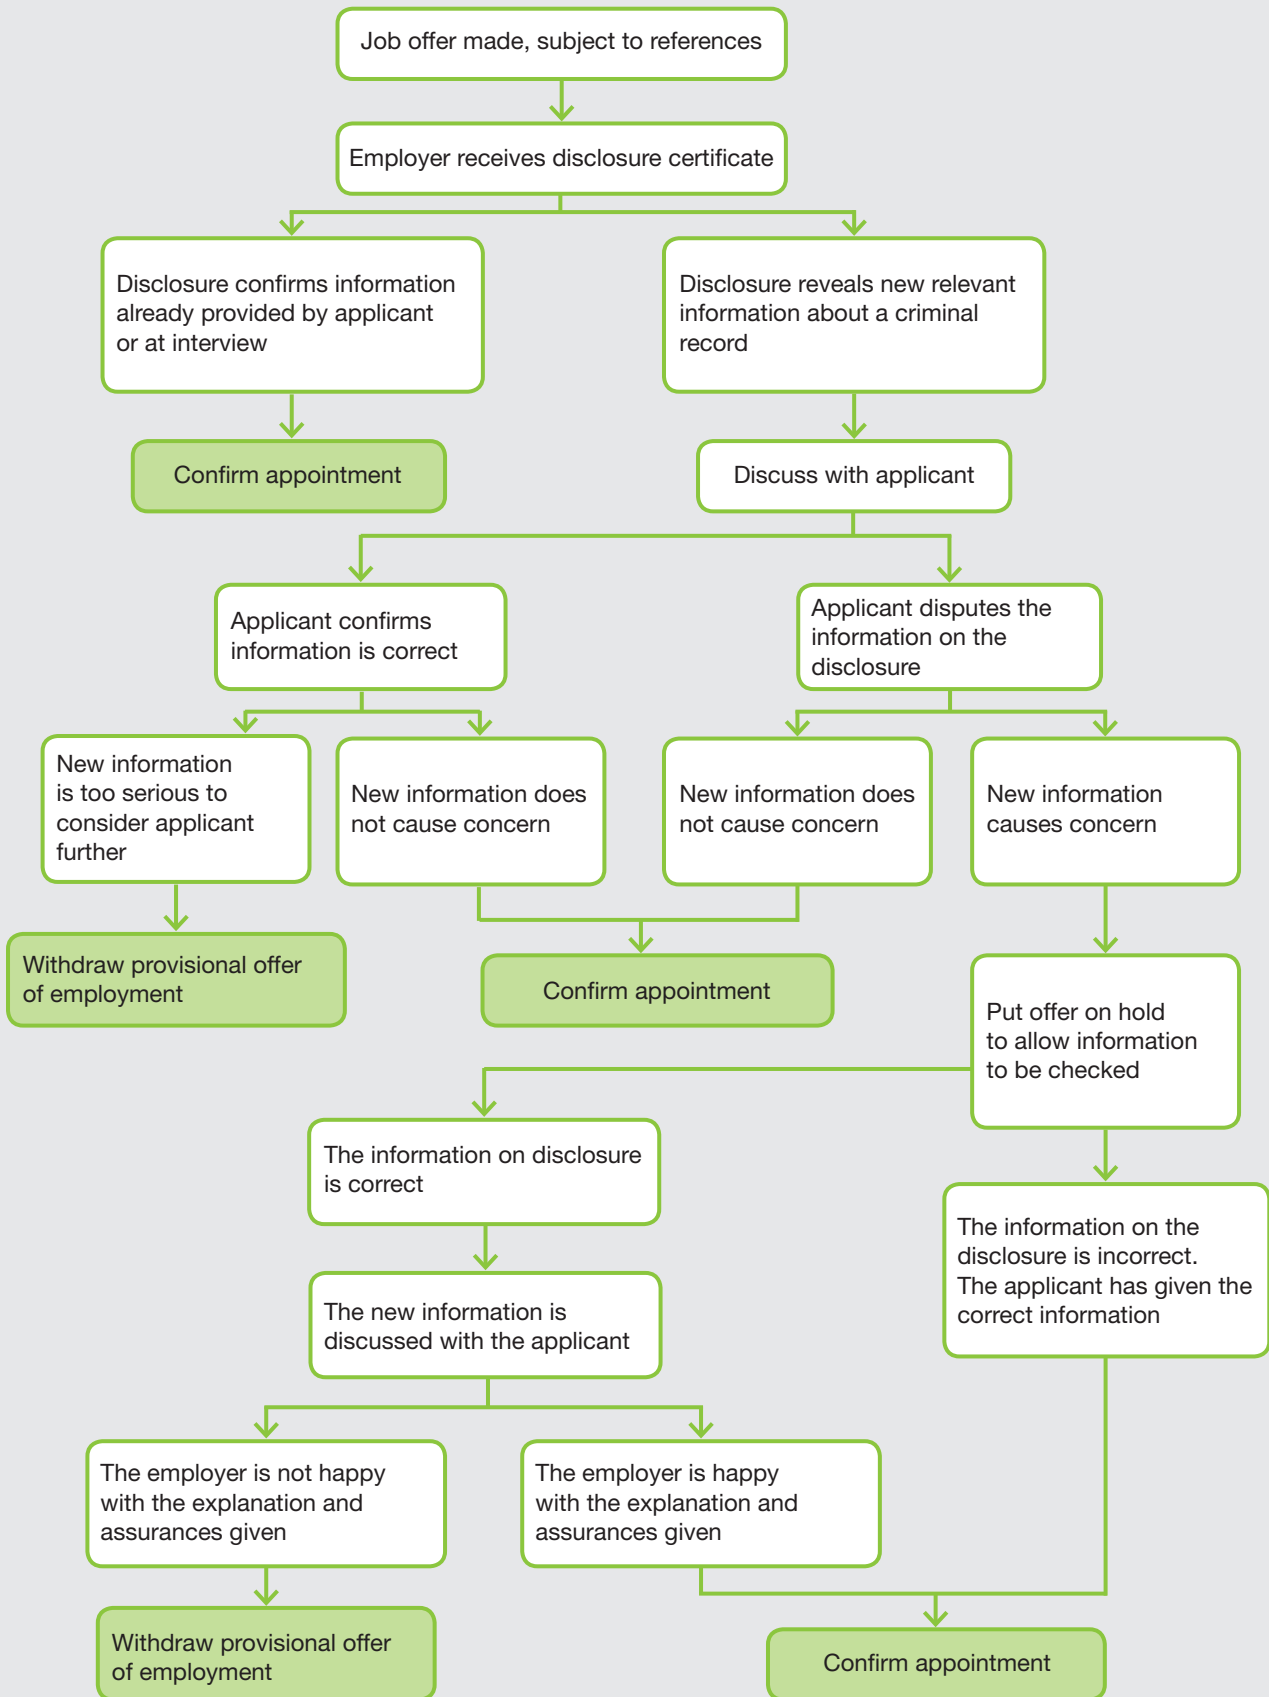 Job offer made, subject to references
Employer receives disclosure certificate
Disclosure confirms information
already provided by applicant
or at interview
Disclosure reveals new relevant
information about a criminal
record
Confirm appointment
Discuss with applicant
Applicant confirms
information is correct
Applicant disputes the
information on the
disclosure
New information
is too serious to
consider applicant
further
New information does
not cause concern
New information does
not cause concern
New information
causes concern
Withdraw provisional offer
of employment
Confirm appointment
Put offer on hold
to allow information
to be checked
The information on disclosure
is correct
The information on the
disclosure is incorrect.
The applicant has given the
correct information
The new information is
discussed with the applicant
The employer is not happy
with the explanation and
assurances given
The employer is happy
with the explanation and
assurances given
Withdraw provisional offer
of employment
Confirm appointment